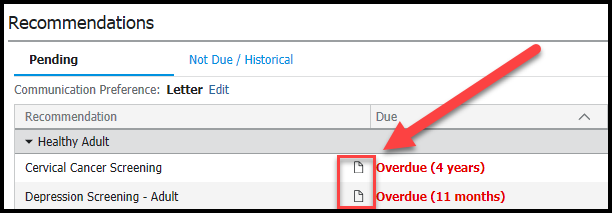 Recommendations
Pending Not Due / Historical
Communication Preference: Letter Edit
Recommendation Due
Healthy Adult
Cervical Cancer Screening Overdue (4 years)
Depression Screening - Adult Overdue (11 months)